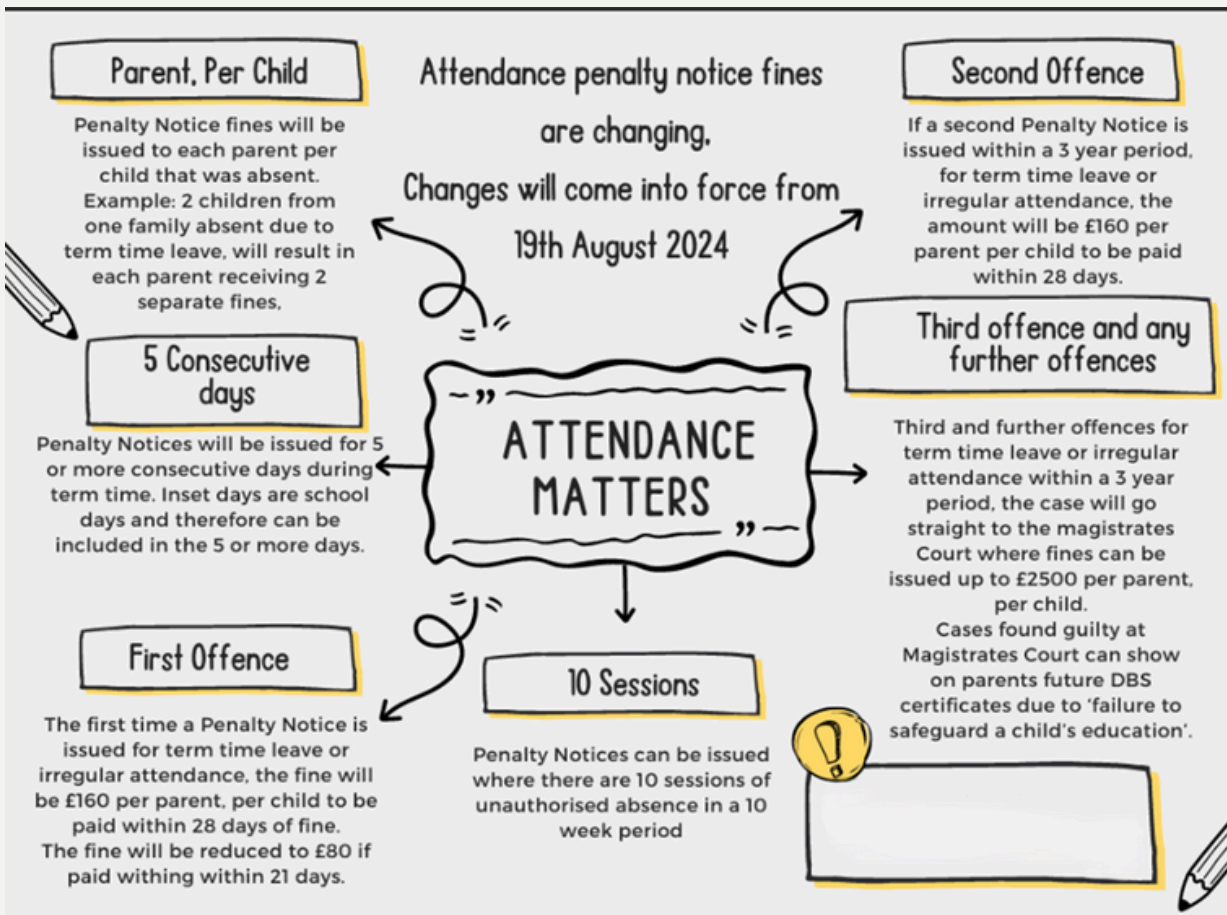 Parent, Per Child
Penalty Notice fines will be
issued to each parent per
child that was absent.
Example: 2 children from
one family absent due to
term time leave, will result in
each parent receiving 2
separate fines,
5 Consecutive
days
Penalty Notices will be issued for 5
or more consecutive days during
term time. Inset days are school
days and therefore can be
included in the 5 or more days.
First Offence
The first time a Penalty Notice is
issued for term time leave or
irregular attendance, the fine will
be £160 per parent, per child to be
paid within 28 days of fine.
The fine will be reduced to £80 if
paid withing within 21 days.
Attendance penalty notice fines
are changing,
Changes will come into force from
19th August 2024
" ATTENDANCE
MATTERS "
10 Sessions
Penalty Notices can be issued
where there are 10 sessions of
unauthorised absence in a 10
week period
Second Offence
If a second Penalty Notice is
issued within a 3 year period,
for term time leave or
irregular attendance, the
amount will be £160 per
parent per child to be paid
within 28 days.
Third offence and any
further offences
Third and further offences for
term time leave or irregular
attendance within a 3 year
period, the case will go
straight to the magistrates
Court where fines can be
issued up to £2500 per parent,
per child.
Cases found guilty at
Magistrates Court can show
on parents future DBS
certificates due to 'failure to
safeguard a child's education'.
!